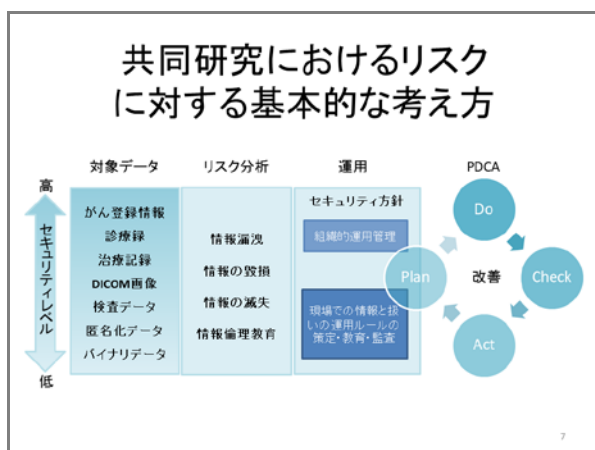 共同研究におけるリスク
に対する基本的な考え方
対象データ
リスク分析
運用
PDCA
高
セキュリティレベル
低
がん登録情報
診療録
治療記録
DICOM画像
検査データ
匿名化データ
バイナリデータ
情報漏洩
情報の毀損
情報の滅失
情報倫理教育
セキュリティ方針
組織的運用管理
現場での情報と扱
いの運用ルールの
策定・教育・監査
Do
Plan
改善
Check
Act
7